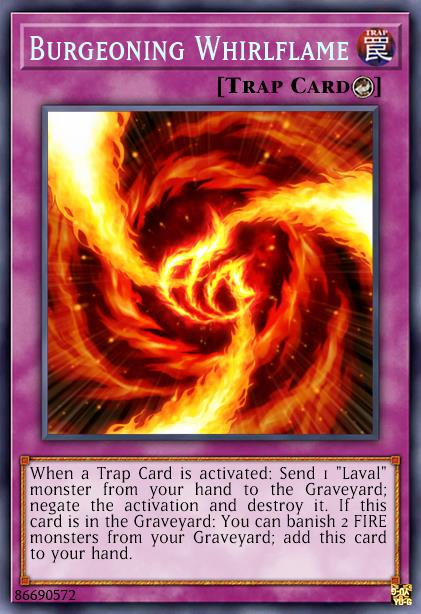 BURGEONING WHIRLFLAME
TRAP
罠
[TRAP CARD]
When a Trap Card is activated: Send 1 "Laval"
monster from your hand to the Graveyard;
negate the activation and destroy it. If this
card is in the Graveyard: You can banish 2 FIRE
monsters from your Graveyard; add this card
to your hand.
86690572